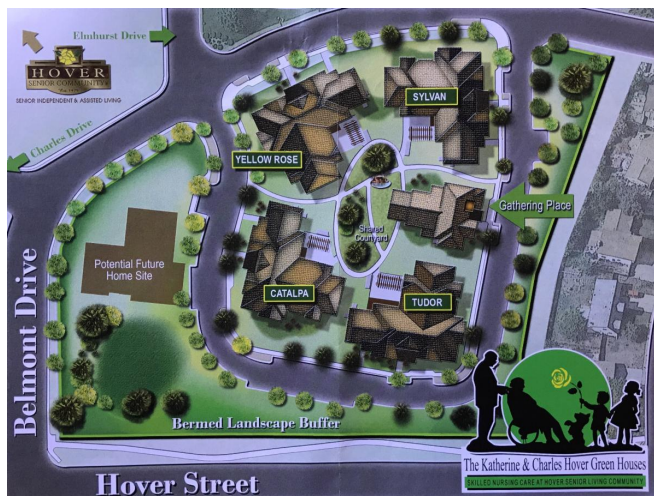 Elmhurst Drive
HOVER
SENIOR COMMUNITY
SENIOR INDEPENDENT & ASSISTED LIVING
Charles Drive
SYLVAN
YELLOW ROSE
Gathering Place
Shared
Courtyard
Potential Future
Home Site
CATALPA
TUDOR
Belmont Drive
Bermed Landscape Buffer
Hover Street
The Katherine & Charles Hover Green Houses
SKILLED NURSING CARE AT HOVER SENIOR LIVING COMMUNITY